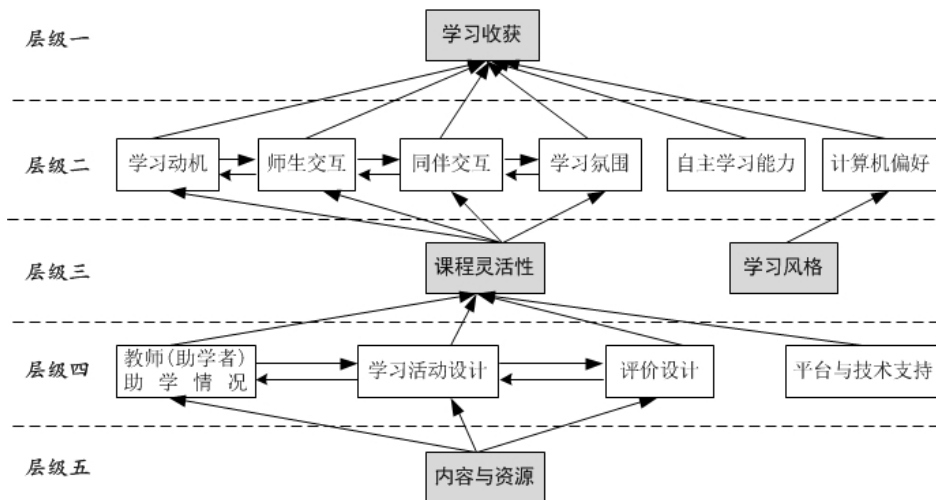 层级一
学习收获
层级二
学习动机
师生交互
同伴交互
学习氛围
自主学习能力
计算机偏好
层级三
课程灵活性
学习风格
层级四
教师(助学者)
助学情况
学习活动设计
评价设计
平台与技术支持
层级五
内容与资源